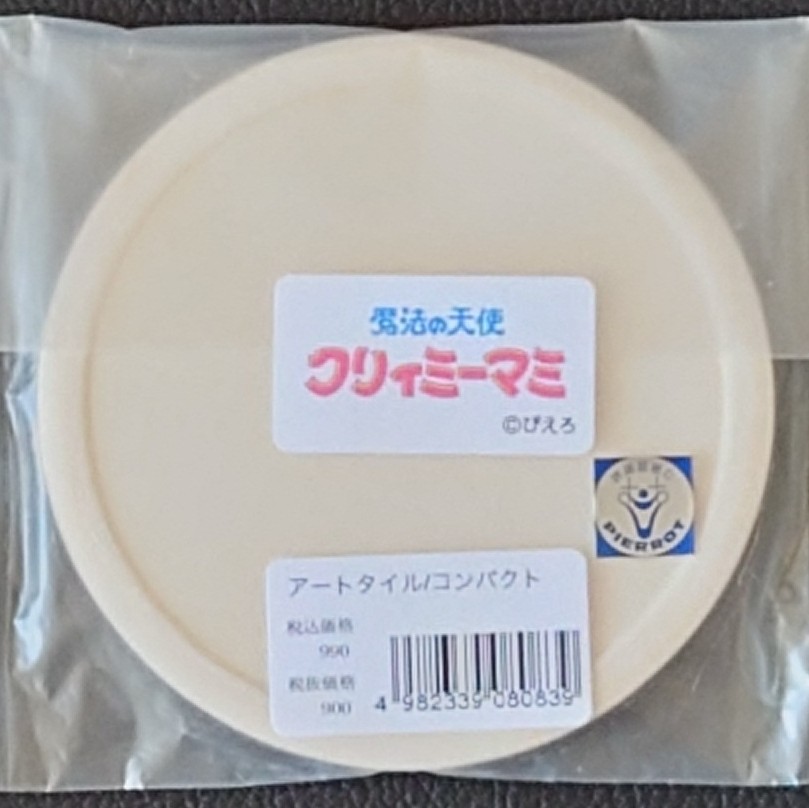 魔法の天使
クリィミーマミ
©ぴえろ
PIERROT
アートタイル/コンパクト
税込価格
990
税抜価格
900
4 982339 080839